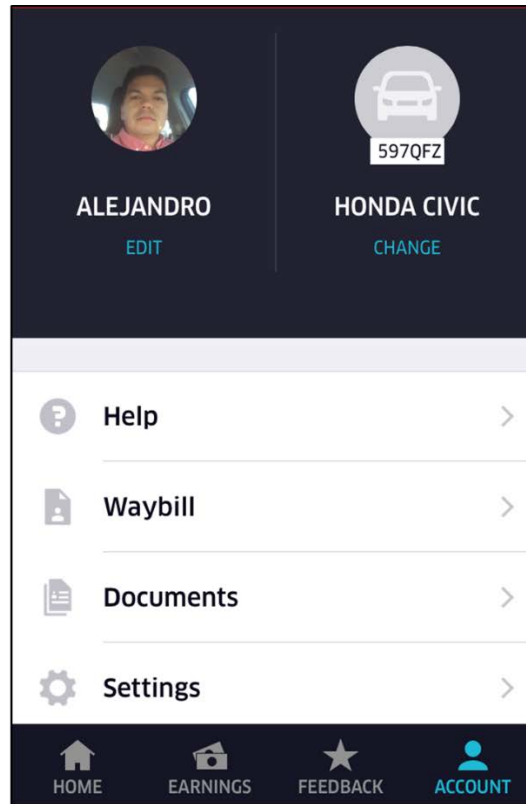 597QFZ
ALEJANDRO
HONDA CIVIC
EDIT
CHANGE
Help
Waybill
Documents
Settings
HOME
EARNINGS
FEEDBACK
ACCOUNT